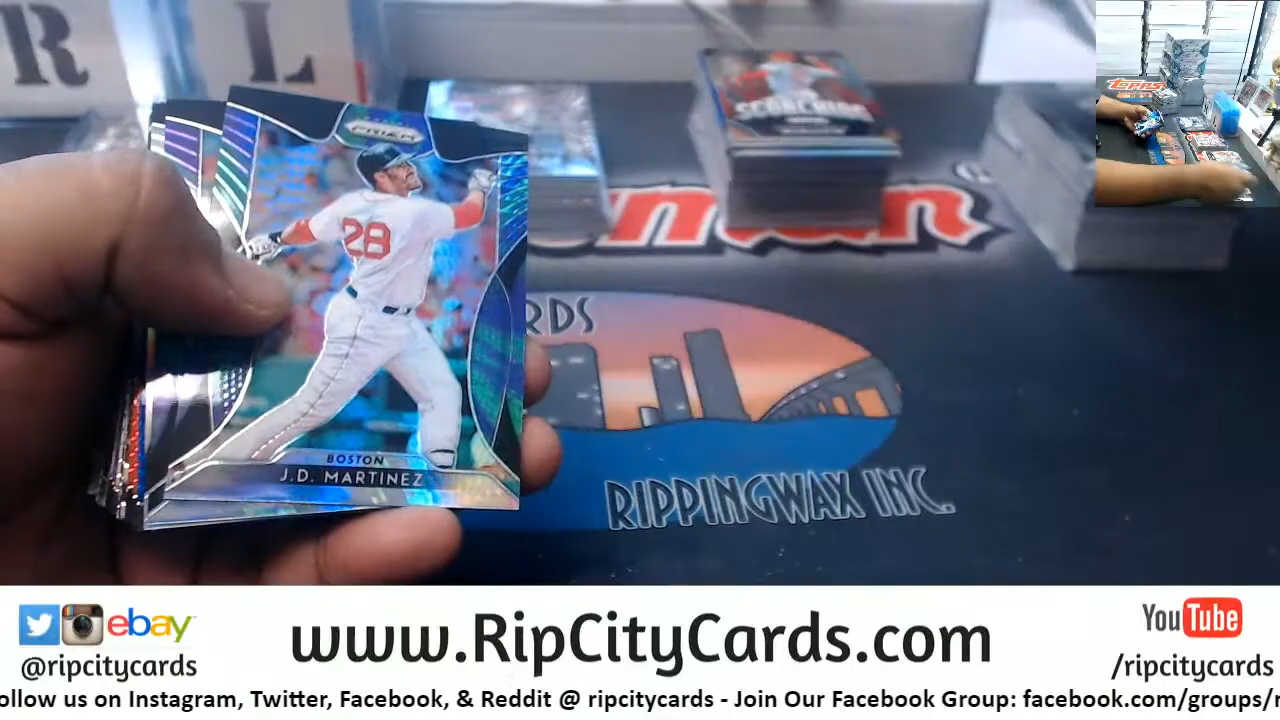 R L
PRIZM
28
BOSTON
J.D. MARTINEZ
RDS
RIPPINGWAX INC.
Topps
ebay
@ripcitycards
www.RipCityCards.com
YouTube
/ripcitycards
ollow us on Instagram, Twitter, Facebook, & Reddit @ ripcitycards - Join Our Facebook Group: facebook.com/groups/r